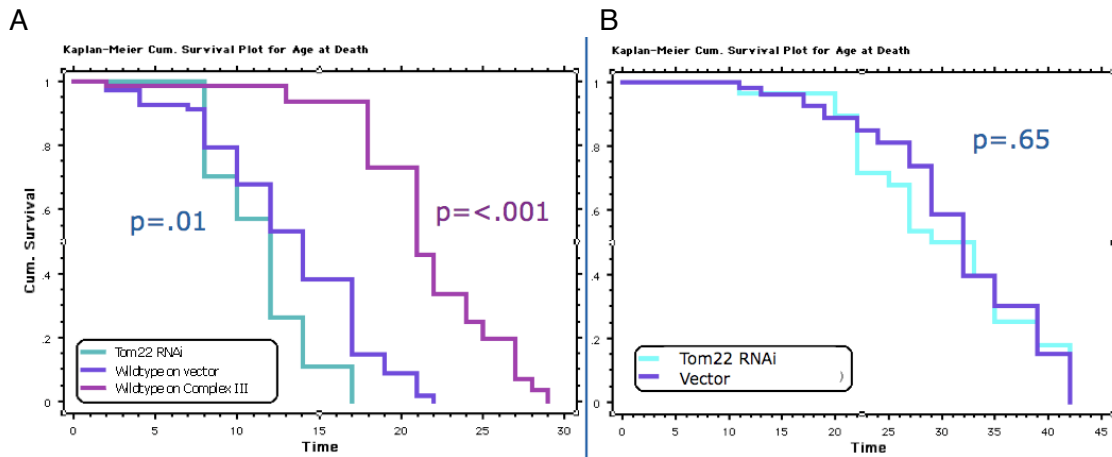 A
Kaplan-Meier Cum. Survival Plot for Age at Death
Cum. Survival
1
.8
.6
.4
.2
0
p=.01
p=<.001
Tom22 RNAi
Wildtype on vector
Wildtype on Complex III
0 5 10 15 20 25 30
Time
B
Kaplan-Meier Cum. Survival Plot for Age at Death
1
.8
.6
.4
.2
0
p=.65
Tom22 RNAi
Vector )
0 5 10 15 20 25 30 35 40 45
Time